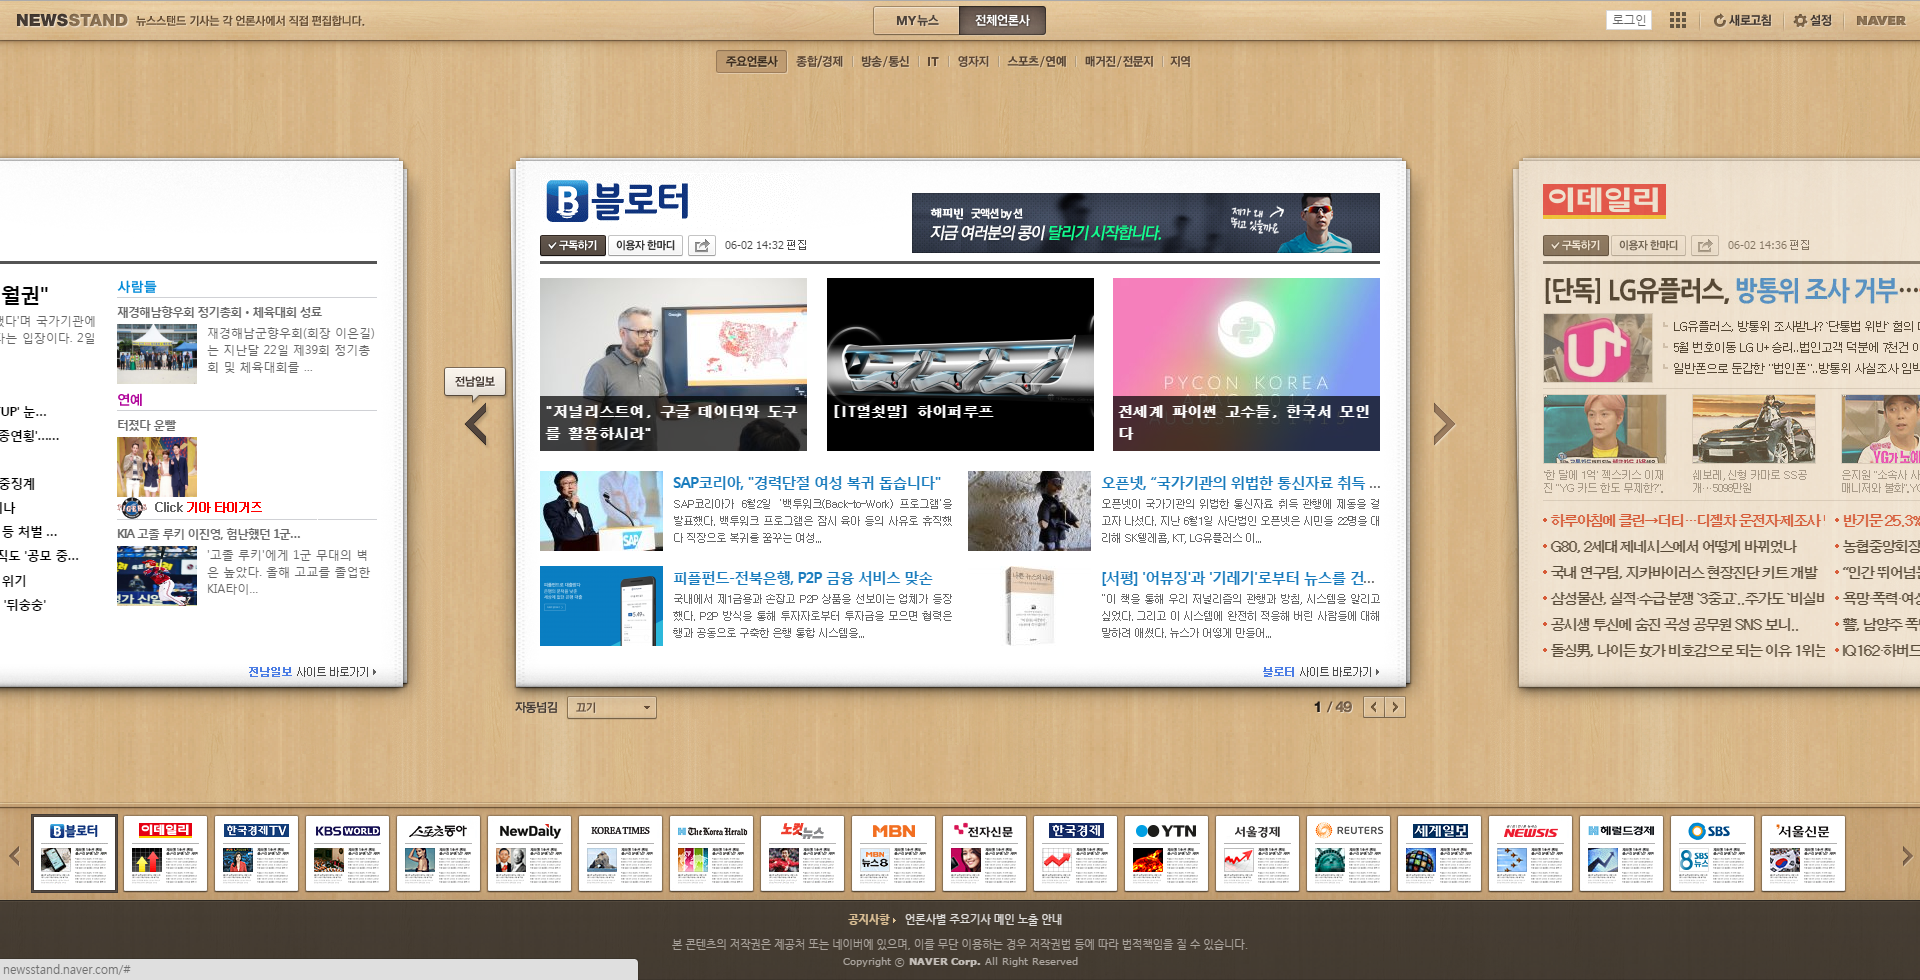 NEWSSTAND 뉴스스탠드 기사는 각 언론사에서 직접 편집합니다.
MY뉴스 전체언론사
로그인 새로고침 설정 NAVER
주요언론사 종합/경제 방송/통신 IT 영자지 스포츠/연예 매거진/전문지 지역
월권"
했다'며 국가기관에
나는 입장이다. 2일
'UP' 눈...
종연획'......
중징계
등 처벌 ...
직도 '공모 중...
위기
'뒤숭숭'
사람들
재경해남향우회 정기총회·체육대회 성료
재경해남군향우회(회장 이은길)
는 지난달 22일 제39회 정기총
회 및 체육대회를 ...
연예
터졌다 운빨
Click 기아 타이거즈
KIA 고졸 루키 이진영, 험난했던 1군...
'고졸 루키'에게 1군 무대의 벽
은 높았다. 올해 고교를 졸업한
KIA타이...
전남일보 사이트 바로가기
전남일보
B 블로터
구독하기 이용자 한마디 06-02 14:32 편집
해피빈 굿액션 by 션
지금 여러분의 콩이 달리기 시작합니다.
제가 왜
뛰고 있을까요
Google
"저널리스트여, 구글 데이터와 도구
를 활용하시라"
[IT열쇳말] 하이퍼루프
PYCON KOREA
전세계 파이썬 고수들, 한국서 모인
다
SAP
SAP코리아, "경력단절 여성 복귀 돕습니다"
SAP코리아가 6월2일 '백투워크(Back-to-Work) 프로그램'을
발표했다. 백투워크 프로그램은 잠시 육아 등의 사유로 휴직했
다 직장으로 복귀를 꿈꾸는 여성...
오픈넷, “국가기관의 위법한 통신자료 취득 ...
오픈넷이 국가기관의 위법한 통신자료 취득 관행에 제동을 걸
고자 나섰다. 지난 6월1일 사단법인 오픈넷은 시민들 22명을 대
리해 SK텔레콤, KT, LG유플러스 이...
피플펀드-전북은행, P2P 금융 서비스 맞손
국내에서 제1금융과 손잡고 P2P 상품을 선보이는 업체가 등장
했다. P2P 방식을 통해 투자자로부터 투자금을 모으면 협력은
행과 공동으로 구축한 은행 통합 시스템을...
[서평] '어뷰징'과 '기레기'로부터 뉴스를 건...
"이 책을 통해 우리 저널리즘의 관행과 방침, 시스템을 알리고
싶었다. 그리고 이 시스템에 완전히 적응해 버린 사람들에 대해
말하려 애썼다. 뉴스가 어떻게 만들어...
블로터 사이트 바로가기
자동넘김 끄기
1 / 49
이데일리
구독하기 이용자 한마디 06-02 14:36 편집
[단독] LG유플러스, 방통위 조사 거부…
LG유플러스, 방통위 조사받나? '단통법 위반' 혐의
5월 번호이동 LG U+ 승리..법인고객 덕분에 7천건
일반폰으로 둔갑한 "법인폰"..방통위 사실조사 임박
'한 달에 1억' 젝스키스 이재
진 "YG 카드 한도 무제한?".
쉐보레, 신형 카마로 SS공
개…5098만원
은지원 "소속사
매니저와 불화",
하루아침에 클린→더티…디젤차 운전자·제조사
반기문 25.3%
G80, 2세대 제네시스에서 어떻게 바뀌었나
농협중앙회장
국내 연구팀, 지카바이러스 현장진단 키트 개발
"인간 뛰어넘는
삼성물산, 실적·수급·분쟁 '3중고'..주가도 '비실비
욕망·폭력·여성
공시생 투신에 숨진 곡성 공무원 SNS 보니..
警, 남양주
돌싱男, 나이든 女가 비호감으로 되는 이유 1위는
IQ162·하버드
블로터 이데일리 한국경제TV KBS WORLD 스포츠동아 NewDaily KOREA TIMES The Korea Herald 노컷뉴스 MBN 전자신문 한국경제 YTN 서울경제 REUTERS 세계일보 NEWSIS 헤럴드경제 SBS 서울신문
MBN
뉴스8
8 SBS 뉴스
공지사항 언론사별 주요기사 메인 노출 안내
본 콘텐츠의 저작권은 제공처 또는 네이버에 있으며, 이를 무단 이용하는 경우 저작권법 등에 따라 법적책임을 질 수 있습니다.
Copyright © NAVER Corp. All Right Reserved
newsstand.naver.com/#